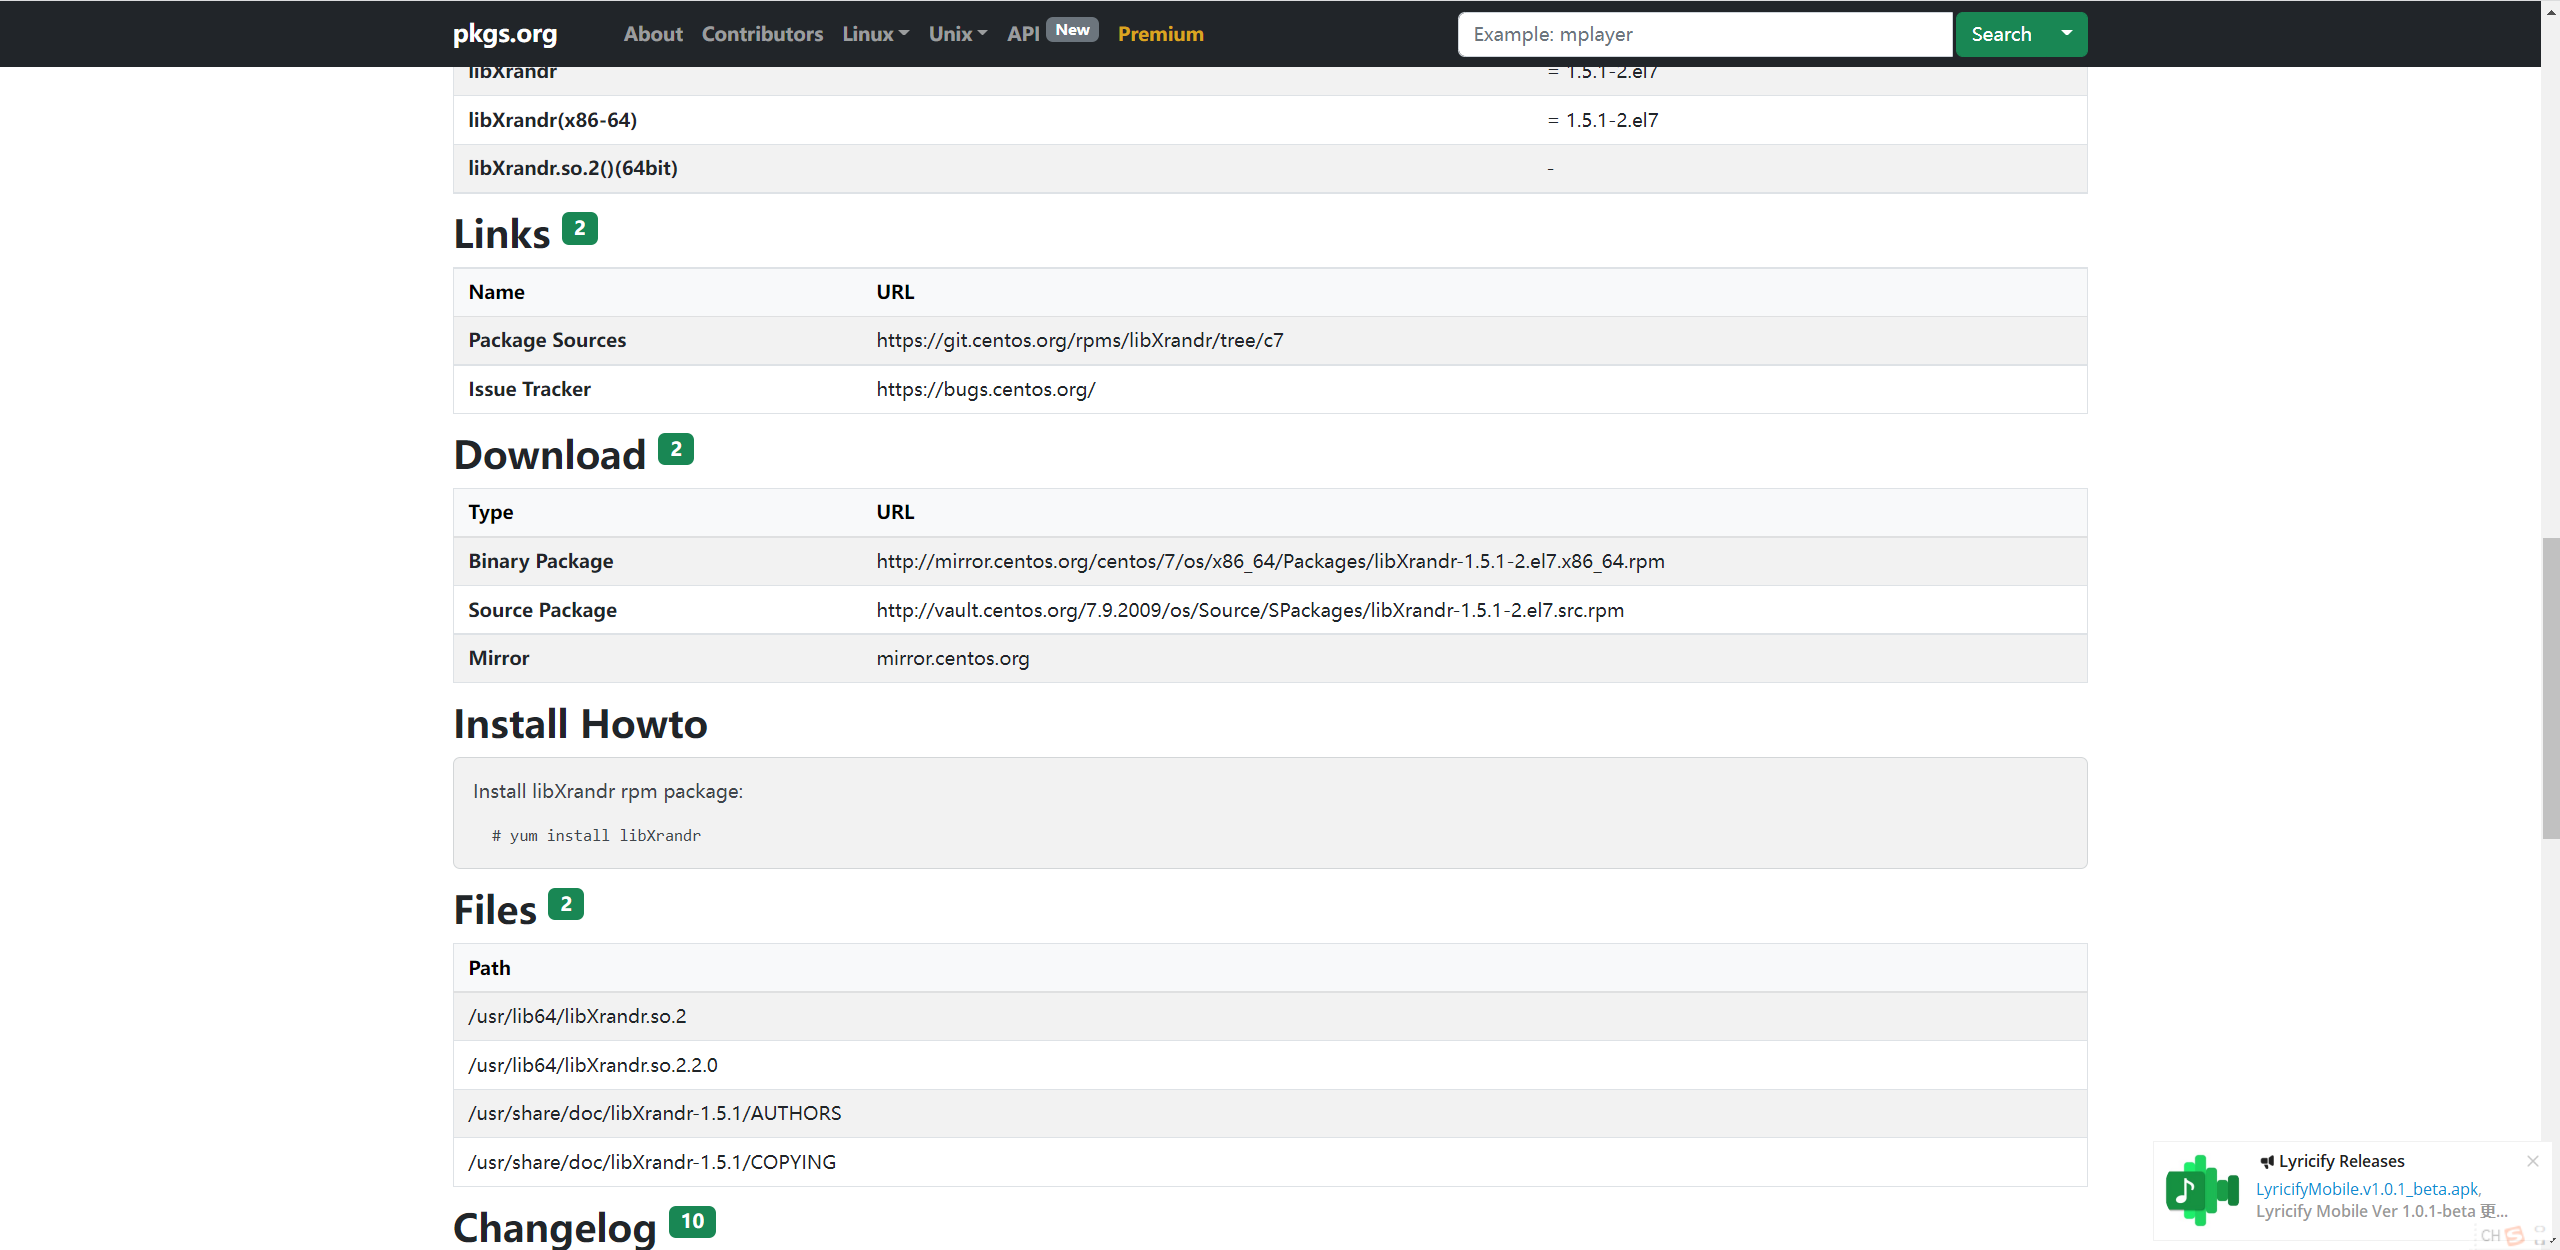 pkgs.org About Contributors Linux Unix API New Premium Example: mplayer Search
libXrandr = 1.5.1-2.el7
libXrandr(x86-64) = 1.5.1-2.el7
libXrandr.so.2()(64bit) -
Links 2
Name URL
Package Sources https://git.centos.org/rpms/libXrandr/tree/c7
Issue Tracker https://bugs.centos.org/
Download 2
Type URL
Binary Package http://mirror.centos.org/centos/7/os/x86_64/Packages/libXrandr-1.5.1-2.el7.x86_64.rpm
Source Package http://vault.centos.org/7.9.2009/os/Source/SPackages/libXrandr-1.5.1-2.el7.src.rpm
Mirror mirror.centos.org
Install Howto
Install libXrandr rpm package:
# yum install libXrandr
Files 2
Path
/usr/lib64/libXrandr.so.2
/usr/lib64/libXrandr.so.2.2.0
/usr/share/doc/libXrandr-1.5.1/AUTHORS
/usr/share/doc/libXrandr-1.5.1/COPYING
Changelog 10
Lyricify Releases
LyricifyMobile.v1.0.1_beta.apk,
Lyricify Mobile Ver 1.0.1-beta 更...
CH